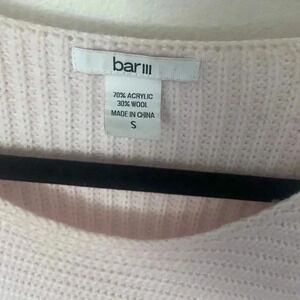 bar III
70% ACRYLIC
30% WOOL
MADE IN CHINA
S